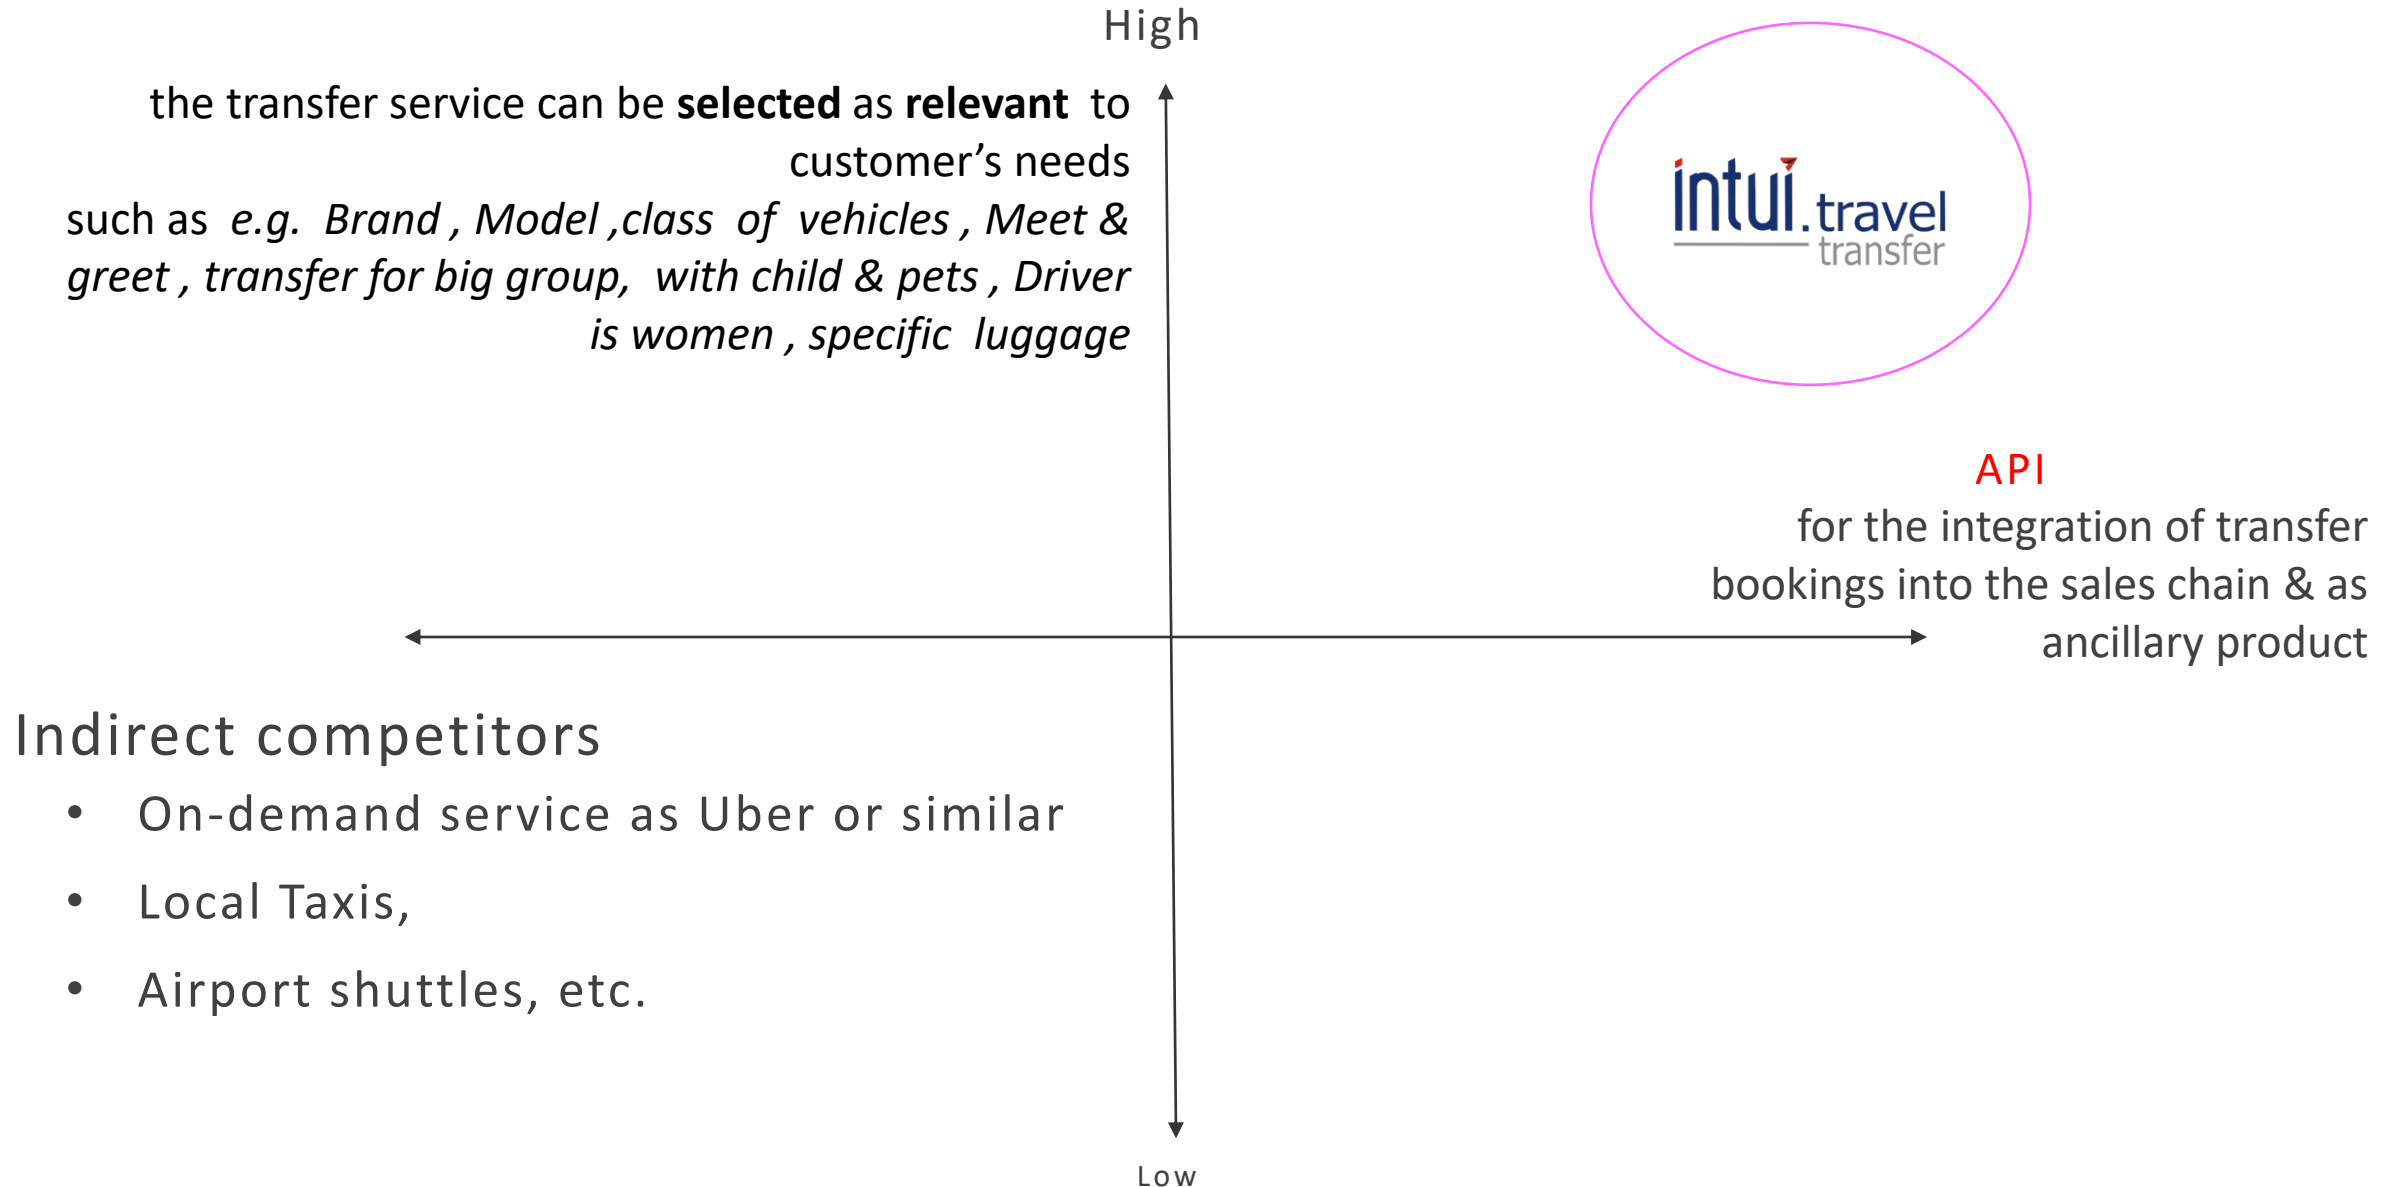 High
the transfer service can be selected as relevant to
customer’s needs
such as e.g. Brand , Model ,class of vehicles , Meet &
greet , transfer for big group, with child & pets , Driver
is women , specific luggage
intui.travel
transfer
API
for the integration of transfer
bookings into the sales chain & as
ancillary product
Indirect competitors
• On-demand service as Uber or similar
• Local Taxis,
• Airport shuttles, etc.
Low